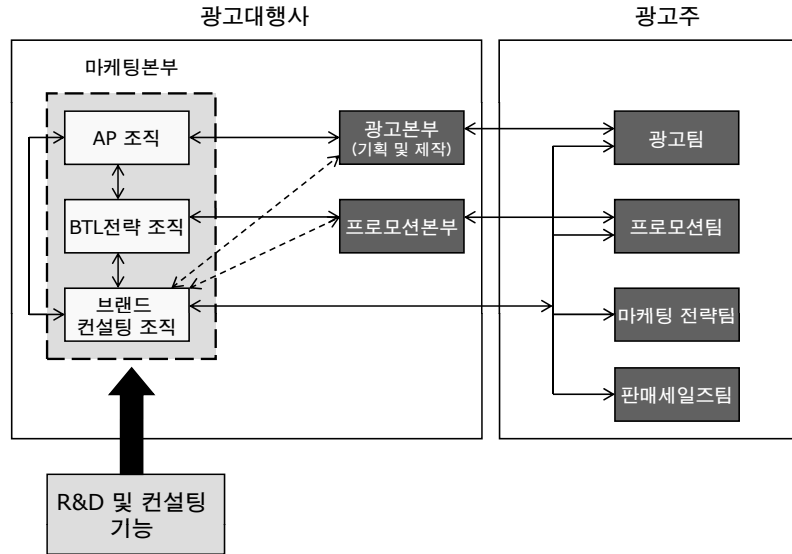 광고대행사
광고주
마케팅본부
AP 조직
광고본부
(기획 및 제작)
광고팀
BTL전략 조직
프로모션본부
프로모션팀
브랜드
컨설팅 조직
마케팅 전략팀
판매세일즈팀
R&D 및 컨설팅
기능